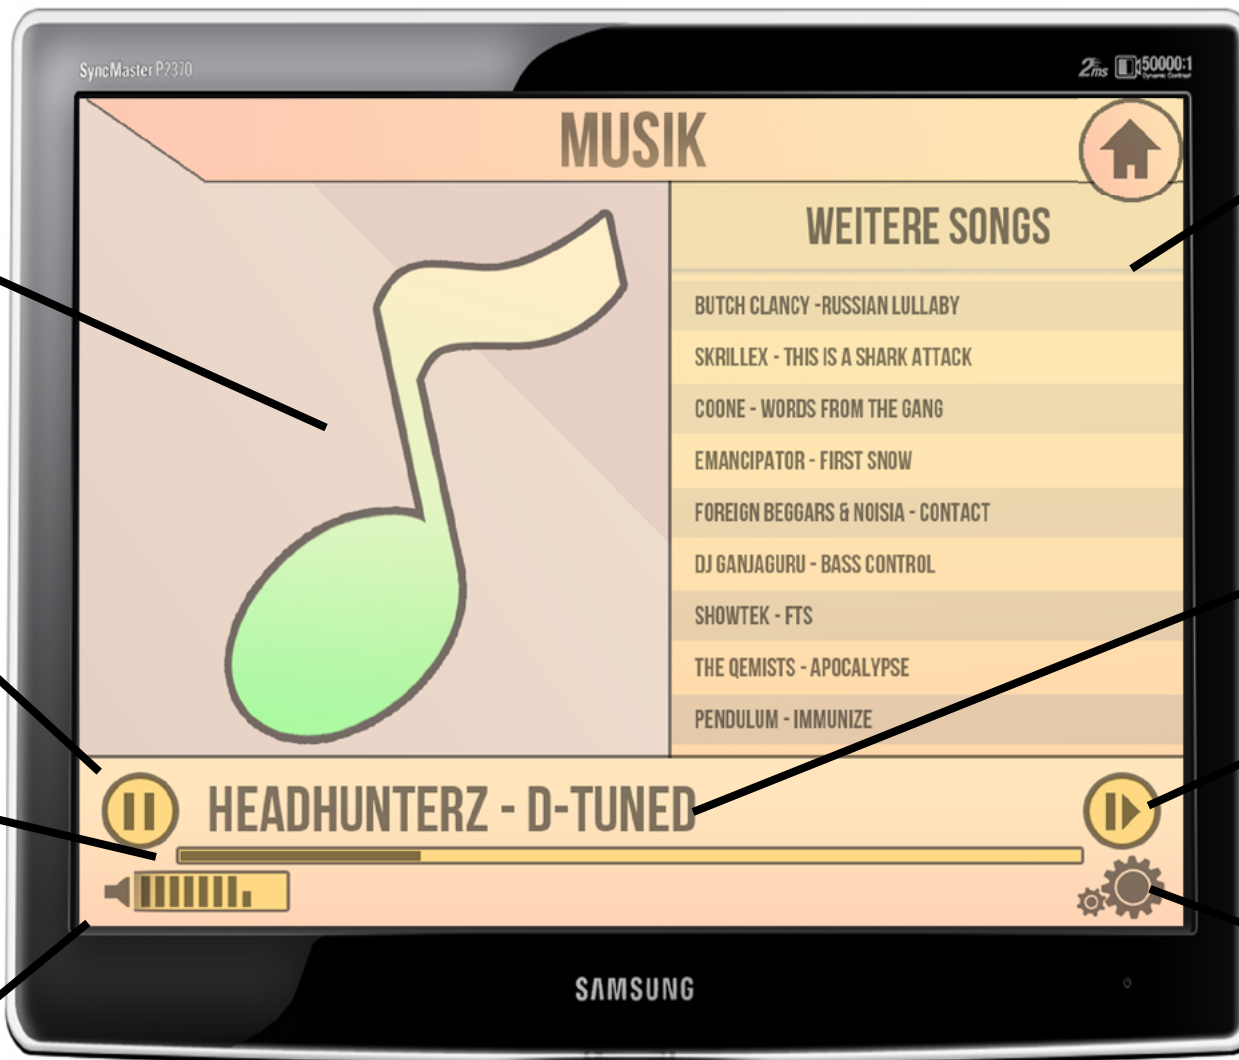 SyncMaster P2370
2ms 50000:1
Dynamic Contrast
MUSIK
WEITERE SONGS
BUTCH CLANCY -RUSSIAN LULLABY
SKRILLEX - THIS IS A SHARK ATTACK
COONE - WORDS FROM THE GANG
EMANCIPATOR - FIRST SNOW
FOREIGN BEGGARS & NOISIA - CONTACT
DJ GANJAGURU - BASS CONTROL
SHOWTEK - FTS
THE QEMISTS - APOCALYPSE
PENDULUM - IMMUNIZE
HEADHUNTERZ - D-TUNED
SAMSUNG